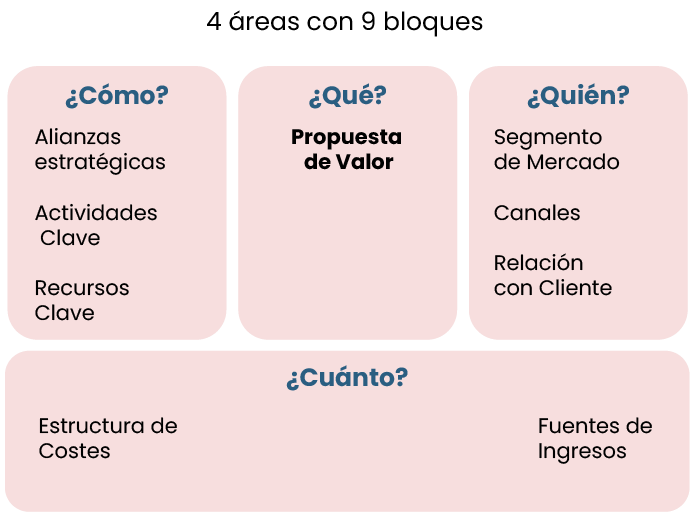 4 áreas con 9 bloques
¿Cómo?
Alianzas
estratégicas
Actividades
Clave
Recursos
Clave
¿Qué?
Propuesta
de Valor
¿Quién?
Segmento
de Mercado
Canales
Relación
con Cliente
¿Cuánto?
Estructura de
Costes
Fuentes de
Ingresos